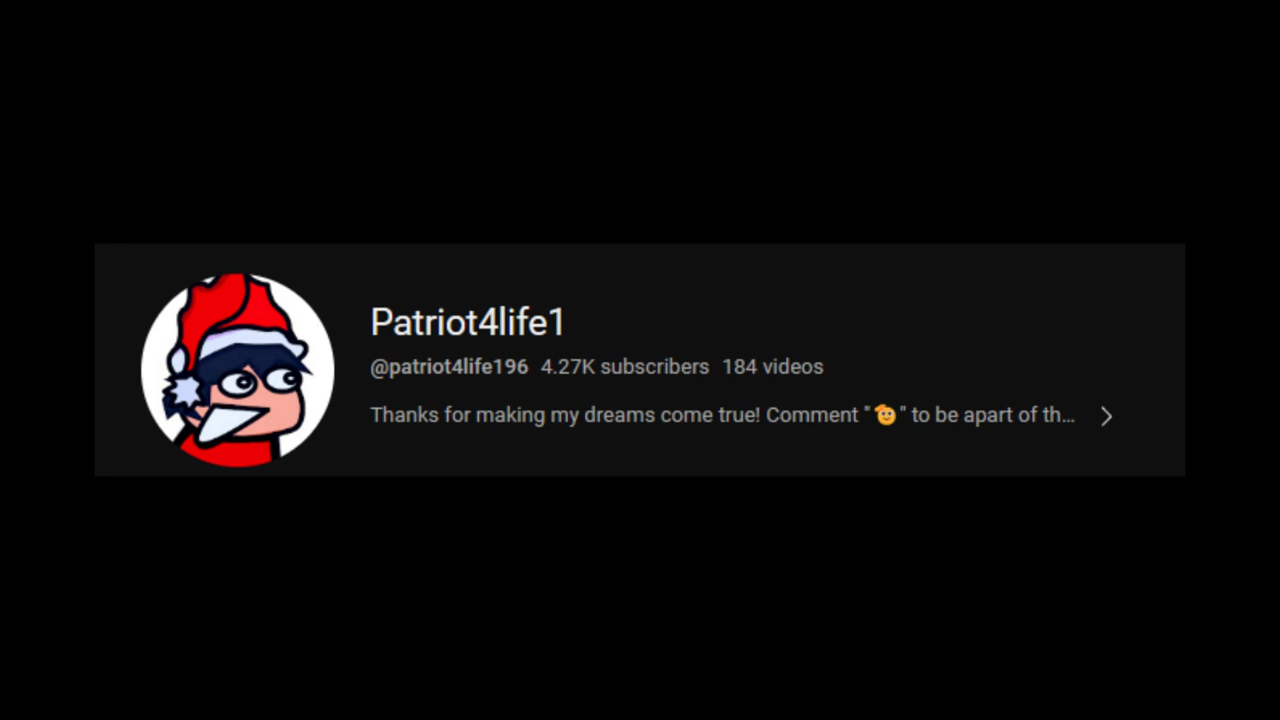 Patriot4life1
@patriot4life196 4.27K subscribers 184 videos
Thanks for making my dreams come true! Comment "🫡" to be apart of th...